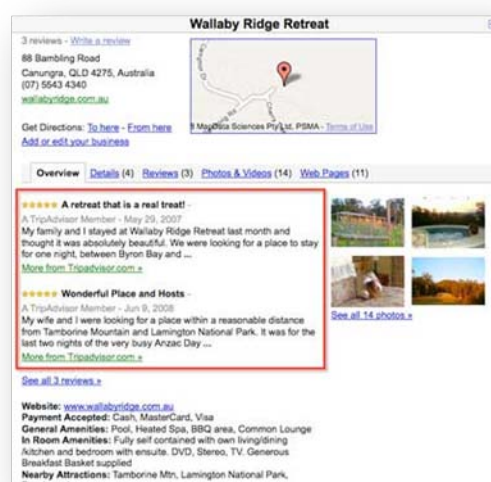 Wallaby Ridge Retreat
3 reviews - Write a review
88 Bambling Road
Canungra, QLD 4275, Australia
(07) 5543 4340
wallabyridge.com.au
Get Directions: To here - From here
Add or edit your business
MapData Sciences Pty Ltd, PSMA - Terms of Use
Overview Details (4) Reviews (3) Photos & Videos (14) Web Pages (11)
A retreat that is a real treat! -
A TripAdvisor Member - May 29, 2007
My family and I stayed at Wallaby Ridge Retreat last month and
thought it was absolutely beautiful. We were looking for a place to stay
for one night, between Byron Bay and ...
More from Tripadvisor.com »
Wonderful Place and Hosts -
A TripAdvisor Member - Jun 9, 2008
My wife and I were looking for a place within a reasonable distance
from Tamborine Mountain and Lamington National Park. It was for the
last two nights of the very busy Anzac Day ...
More from Tripadvisor.com »
See all 14 photos »
See all 3 reviews »
Website: www.wallabyridge.com.au
Payment Accepted: Cash, MasterCard, Visa
General Amenities: Pool, Heated Spa, BBQ area, Common Lounge
In Room Amenities: Fully self contained with own living/dining
/kitchen and bedroom with ensuite. DVD, Stereo, TV. Generous
Breakfast Basket supplied
Nearby Attractions: Tamborine Mtn, Lamington National Park,